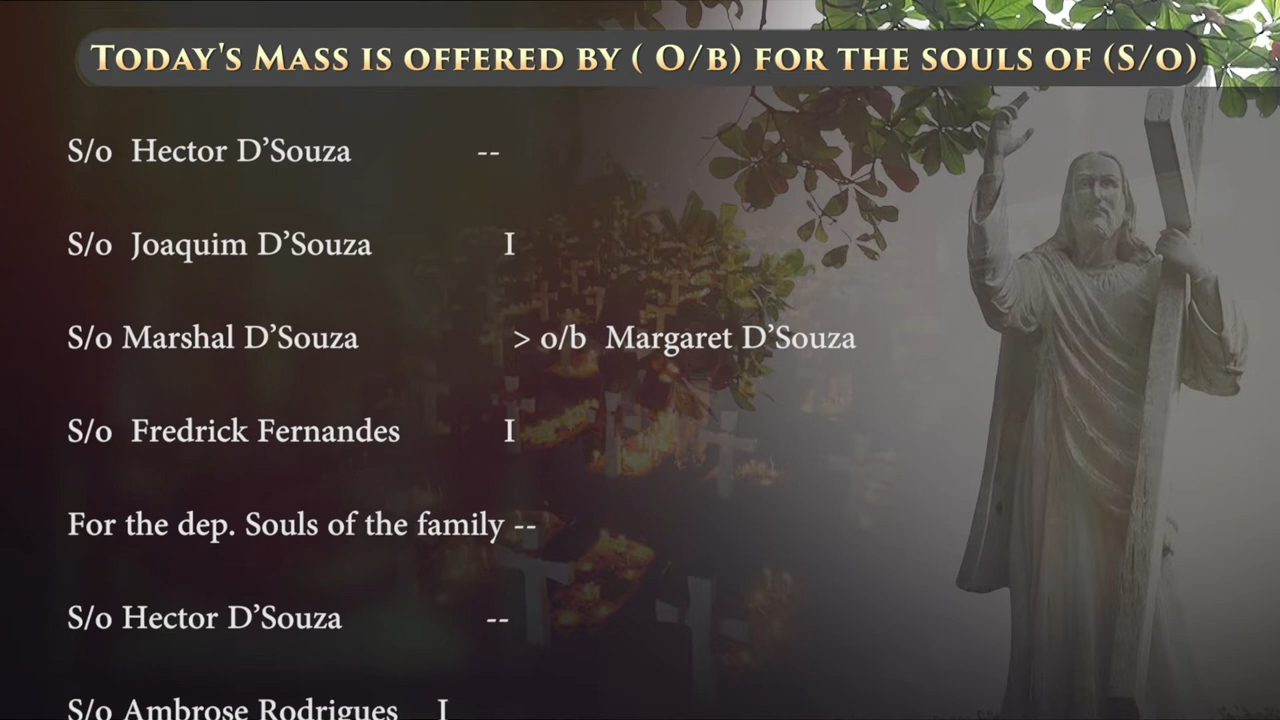 TODAY'S MASS IS OFFERED BY ( O/B) FOR THE SOULS OF (S/O)
S/o Hector D’Souza --
S/o Joaquim D’Souza I
S/o Marshal D’Souza > o/b Margaret D’Souza
S/o Fredrick Fernandes I
For the dep. Souls of the family --
S/o Hector D’Souza --
S/o Ambrose Rodrigues I